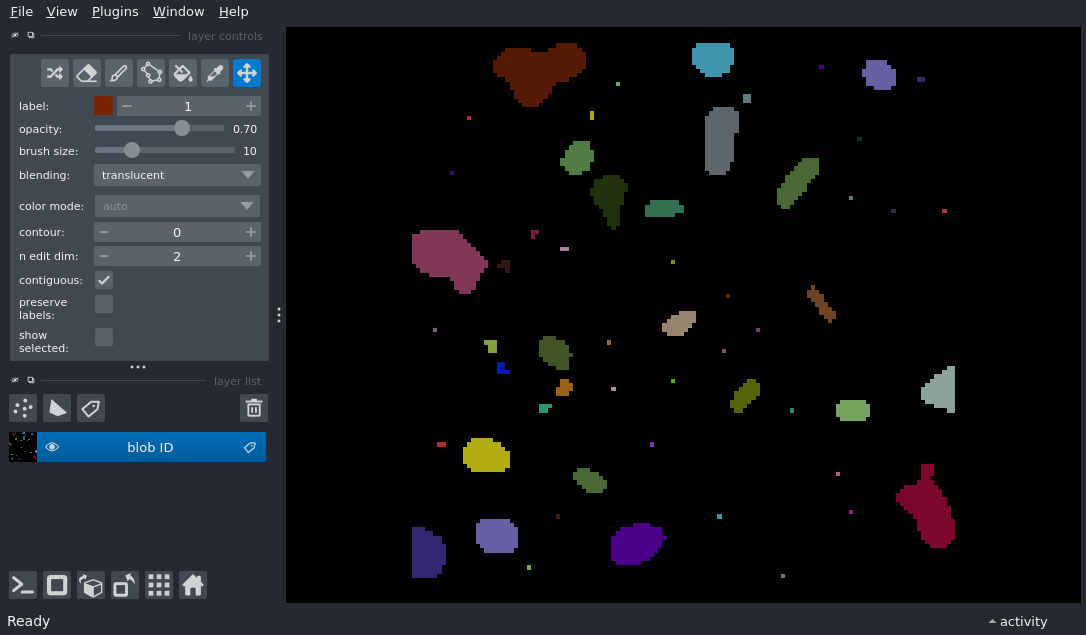 File View Plugins Window Help
layer controls
label: 1
opacity: 0.70
brush size: 10
blending: translucent
color mode: auto
contour: 0
n edit dim: 2
contiguous:
preserve
labels:
show
selected:
layer list
blob ID
Ready activity